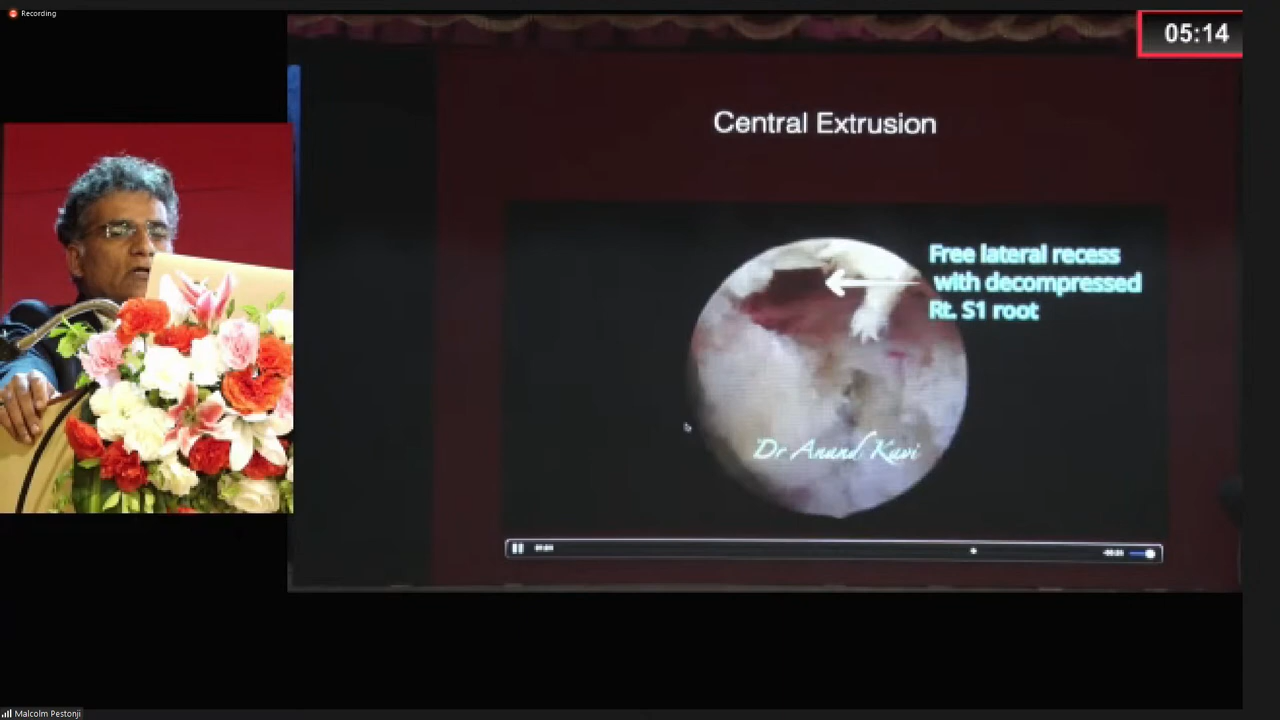 Recording
05:14
Central Extrusion
Free lateral recess
with decompressed
Rt. S1 root
Dr Anand Kavi
Malcolm Pestonji